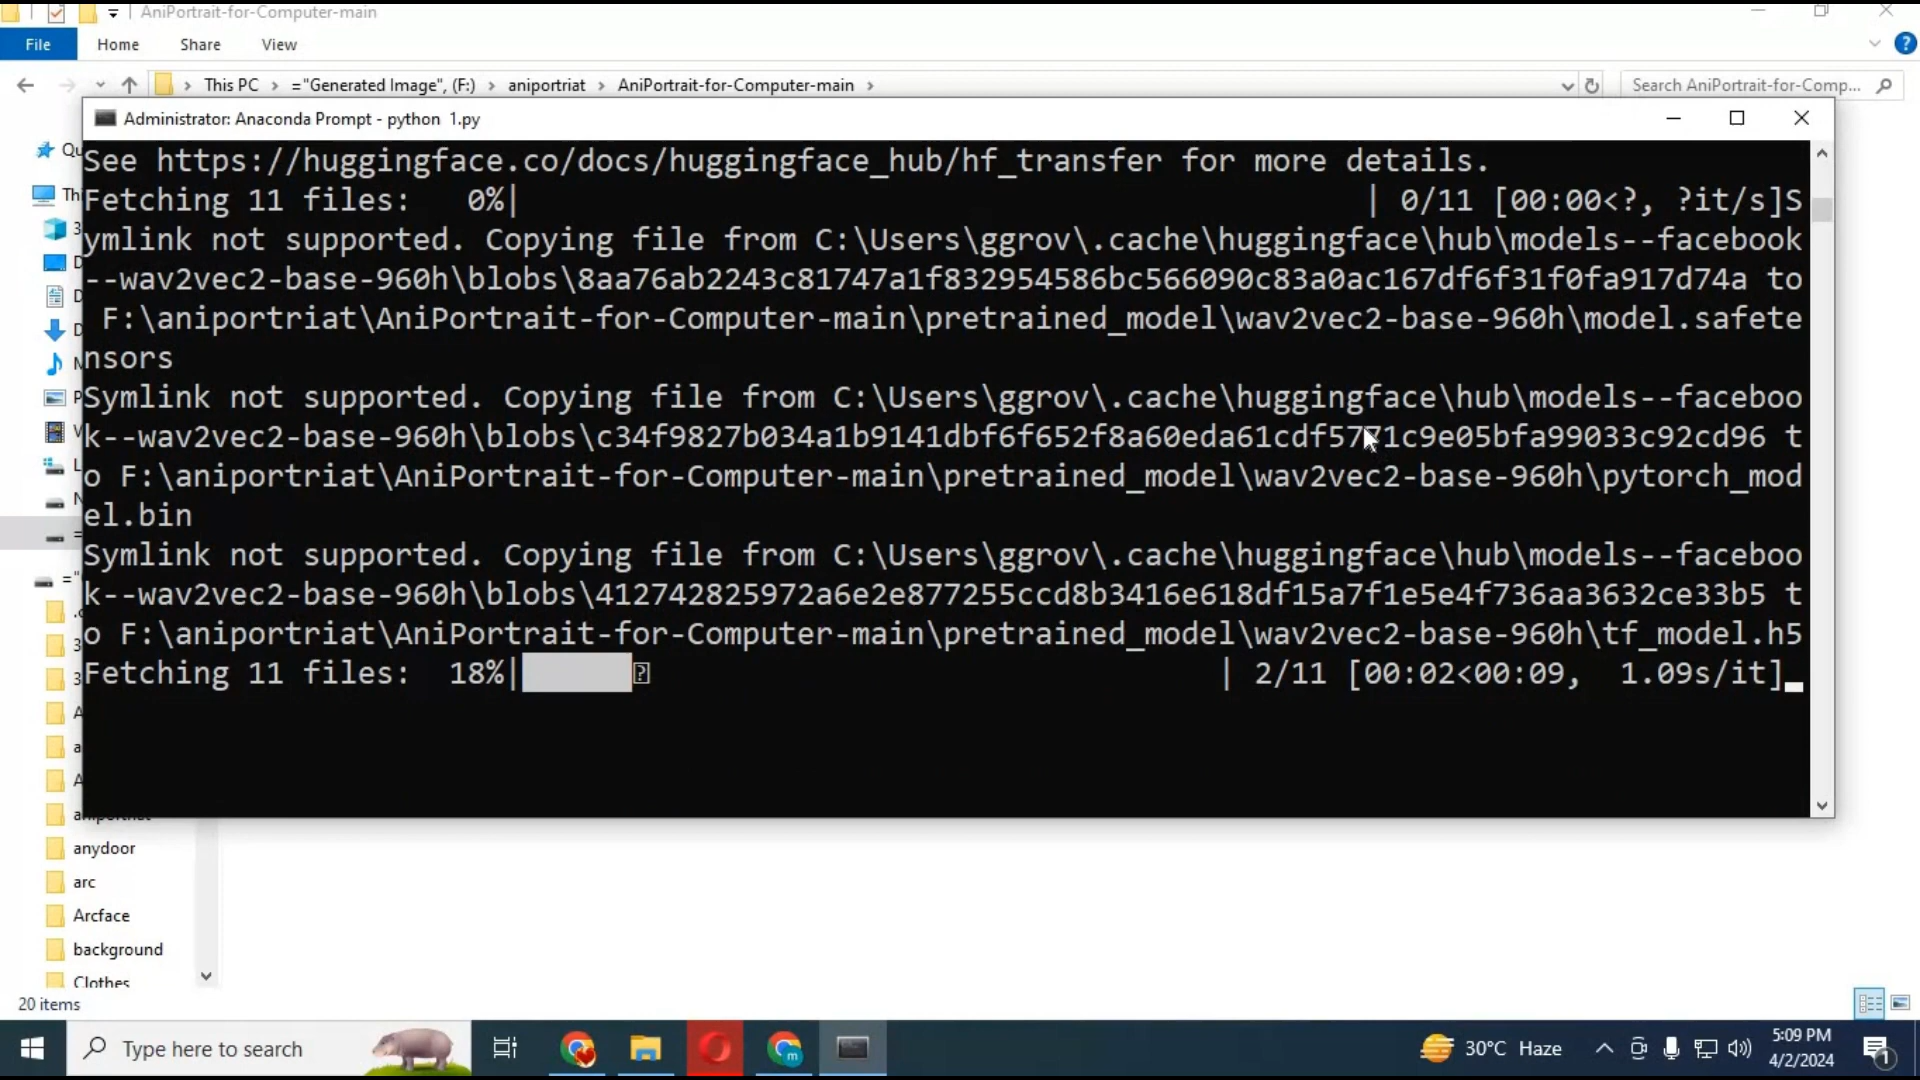 AniPortrait-for-Computer-main
File Home Share View
This PC > ="Generated Image", (F:) > aniportriat > AniPortrait-for-Computer-main >
Search AniPortrait-for-Comp...
Administrator: Anaconda Prompt - python 1.py
See https://huggingface.co/docs/huggingface_hub/hf_transfer for more details.
Fetching 11 files:   0%|                                              | 0/11 [00:00<?, ?it/s]S
ymlink not supported. Copying file from C:\Users\ggrov\.cache\huggingface\hub\models--facebook
--wav2vec2-base-960h\blobs\8aa76ab2243c81747a1f832954586bc566090c83a0ac167df6f31f0fa917d74a to
F:\aniportriat\AniPortrait-for-Computer-main\pretrained_model\wav2vec2-base-960h\model.safete
nsors
Symlink not supported. Copying file from C:\Users\ggrov\.cache\huggingface\hub\models--faceboo
k--wav2vec2-base-960h\blobs\c34f9827b034a1b9141dbf6f652f8a60eda61cdf5771c9e05bfa99033c92cd96 t
o F:\aniportriat\AniPortrait-for-Computer-main\pretrained_model\wav2vec2-base-960h\pytorch_mod
el.bin
Symlink not supported. Copying file from C:\Users\ggrov\.cache\huggingface\hub\models--faceboo
k--wav2vec2-base-960h\blobs\412742825972a6e2e877255ccd8b3416e618df15a7f1e5e4f736aa3632ce33b5 t
o F:\aniportriat\AniPortrait-for-Computer-main\pretrained_model\wav2vec2-base-960h\tf_model.h5
Fetching 11 files:  18%|                                              | 2/11 [00:02<00:09,  1.09s/it]
anydoor
arc
Arcface
background
Clothes
20 items
Type here to search
30°C Haze
5:09 PM
4/2/2024
1